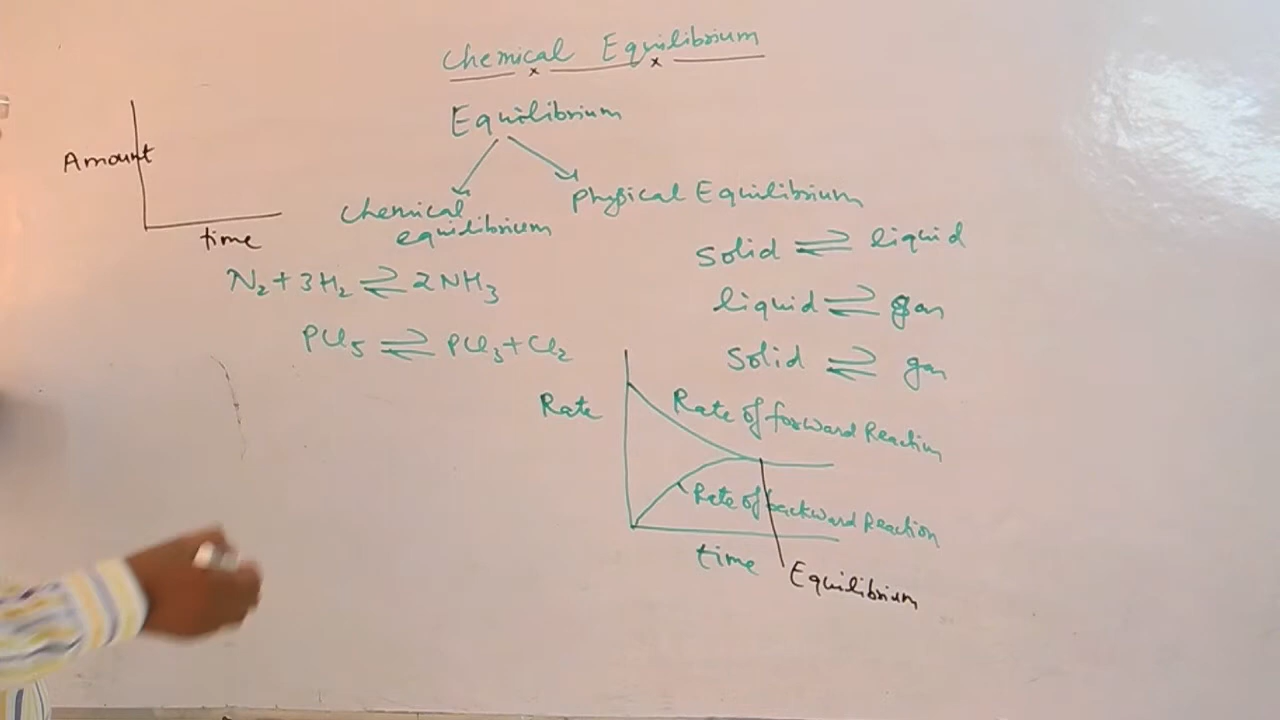 Chemical Equilibrium
Equilibrium
Chemical equilibrium
Physical Equilibrium
Amount
time
N₂ + 3H₂ ⇌ 2NH₃
PCl₅ ⇌ PCl₃ + Cl₂
Solid ⇌ liquid
liquid ⇌ gas
Solid ⇌ gas
Rate
Rate of forward Reaction
Rate of backward Reaction
time
Equilibrium